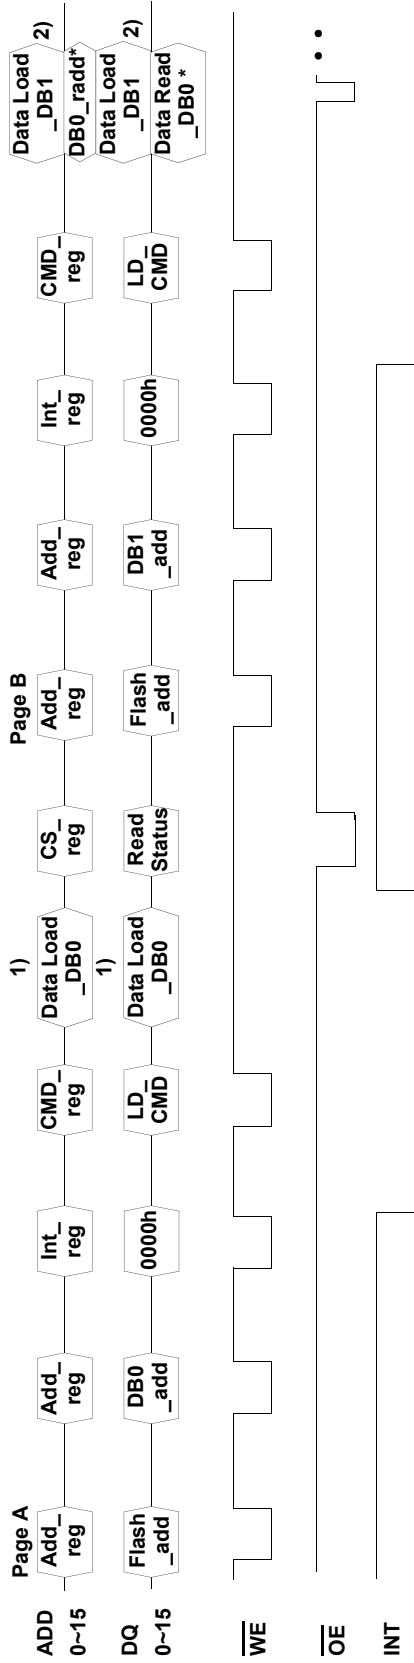 Page A
Page B
ADD
0~15
Add_
reg
Add_
reg
Int_
reg
CMD_
reg
1)
Data Load
_DB0
CS_
reg
Add_
reg
Add_
reg
Int_
reg
CMD_
reg
2)
Data Load
_DB1
DB0_radd*
DQ
0~15
Flash
_add
DB0
_add
0000h
LD_
CMD
1)
Data Load
_DB0
Read
Status
Flash
_add
DB1
_add
0000h
LD_
CMD
2)
Data Load
_DB1
Data Read
_DB0 *
WE
OE
INT